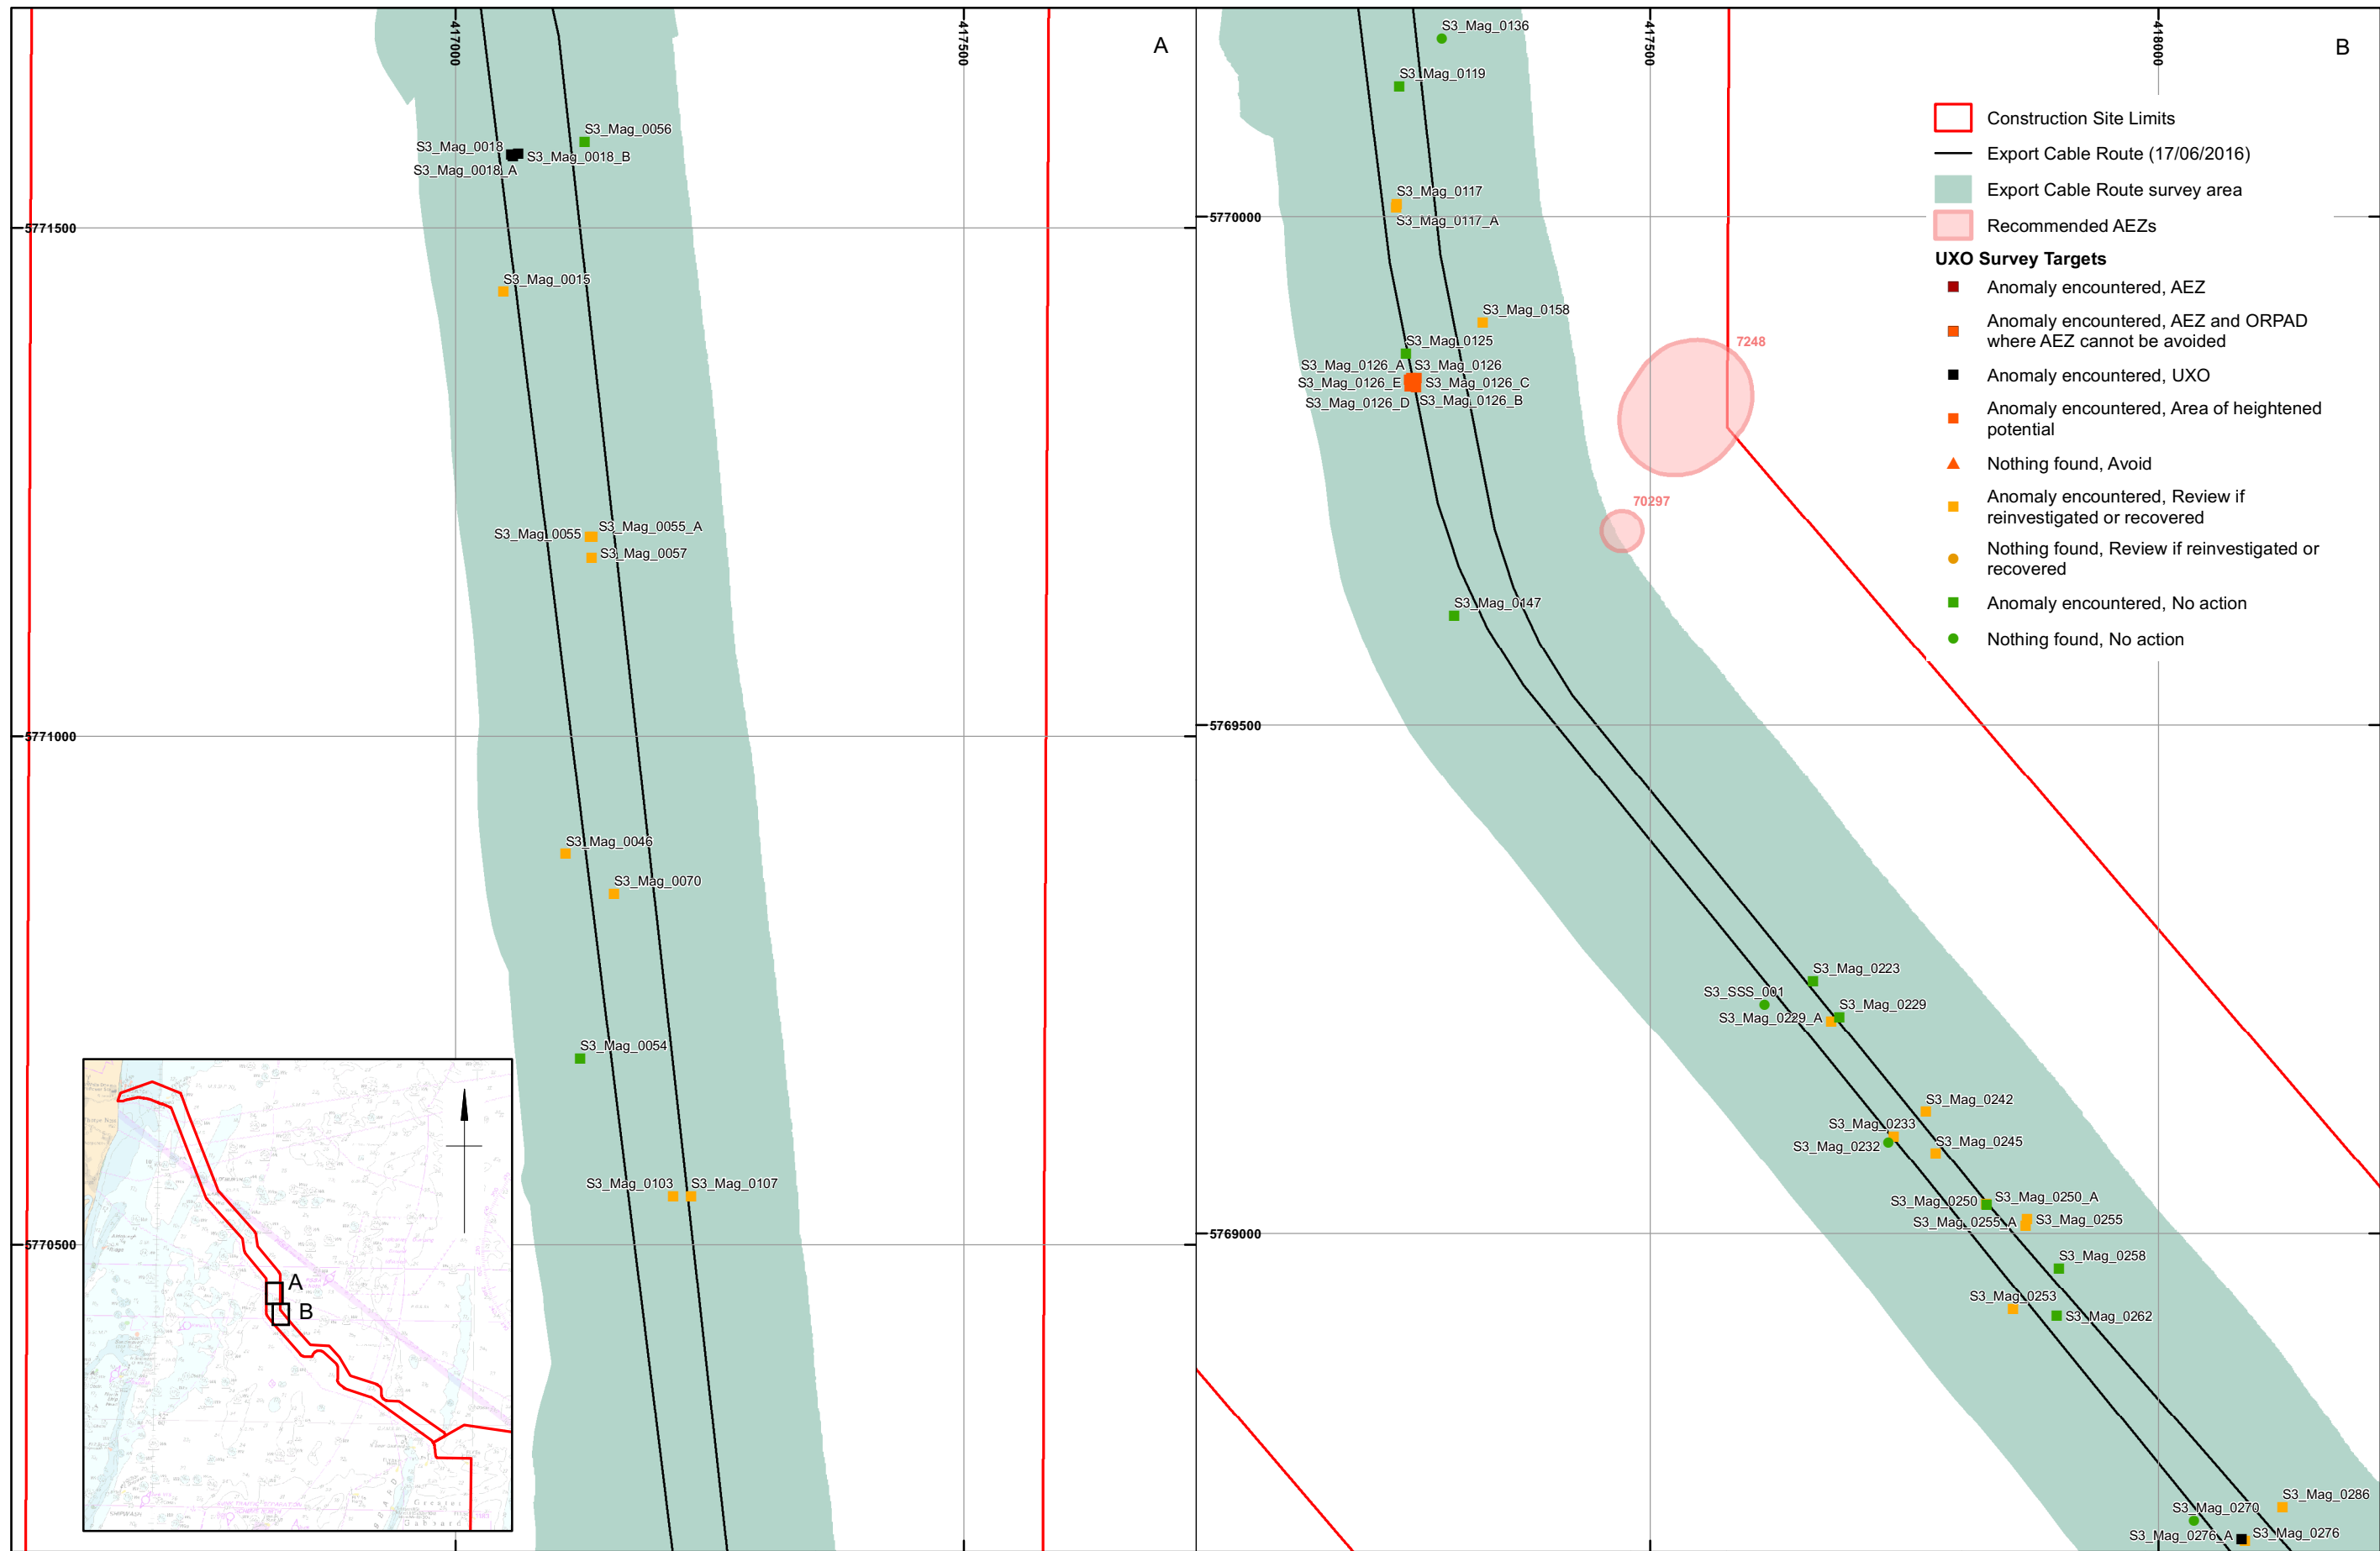 417000
417500
A
S3_Mag_0056
S3_Mag_0018
S3_Mag_0018_B
S3_Mag_0018_A
5771500
S3_Mag_0015
S3_Mag_0055_A
S3_Mag_0055
S3_Mag_0057
5771000
S3_Mag_0046
S3_Mag_0070
S3_Mag_0054
S3_Mag_0103
S3_Mag_0107
5770500
A
B
417500
418000
B
S3_Mag_0136
S3_Mag_0119
S3_Mag_0117
S3_Mag_0117_A
5770000
S3_Mag_0158
S3_Mag_0125
S3_Mag_0126_A
S3_Mag_0126
S3_Mag_0126_E
S3_Mag_0126_C
S3_Mag_0126_D
S3_Mag_0126_B
7248
70297
S3_Mag_0147
5769500
S3_Mag_0223
S3_SSS_001
S3_Mag_0229
S3_Mag_0229_A
S3_Mag_0242
S3_Mag_0233
S3_Mag_0232
S3_Mag_0245
S3_Mag_0250
S3_Mag_0250_A
S3_Mag_0255_A
S3_Mag_0255
5769000
S3_Mag_0258
S3_Mag_0253
S3_Mag_0262
S3_Mag_0286
S3_Mag_0270
S3_Mag_0276_A
S3_Mag_0276
Construction Site Limits
Export Cable Route (17/06/2016)
Export Cable Route survey area
Recommended AEZs
UXO Survey Targets
Anomaly encountered, AEZ
Anomaly encountered, AEZ and ORPAD
where AEZ cannot be avoided
Anomaly encountered, UXO
Anomaly encountered, Area of heightened
potential
Nothing found, Avoid
Anomaly encountered, Review if
reinvestigated or recovered
Nothing found, Review if reinvestigated or
recovered
Anomaly encountered, No action
Nothing found, No action